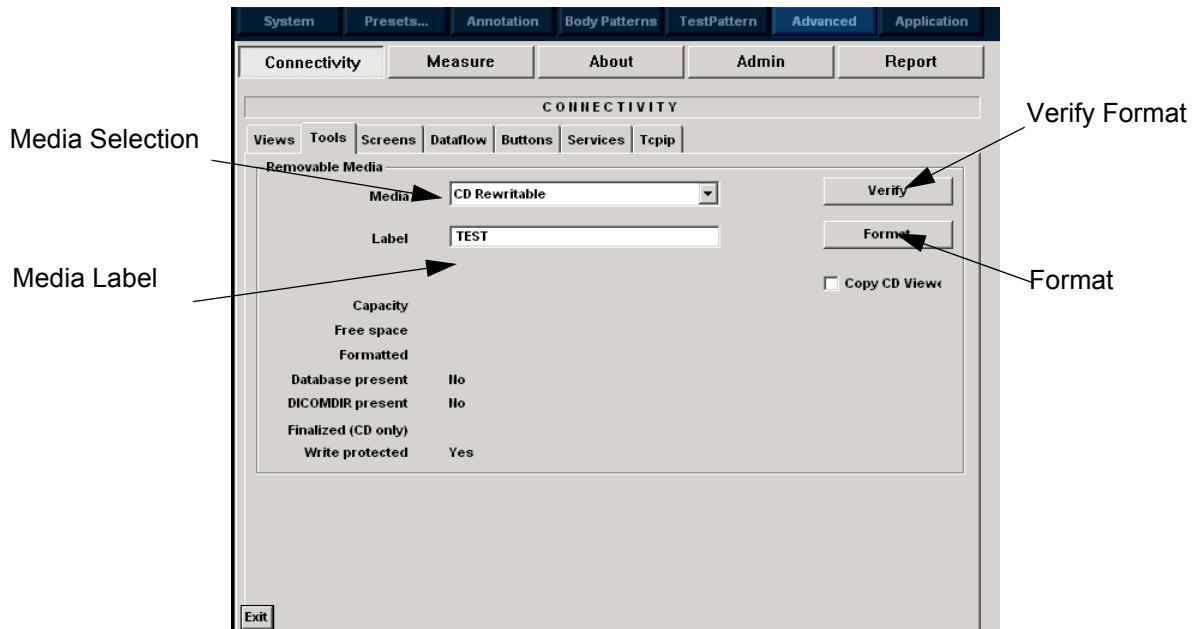 System Presets... Annotation Body Patterns TestPattern Advanced Application
Connectivity Measure About Admin Report
CONNECTIVITY
Verify Format
Media Selection
Views Tools Screens Dataflow Buttons Services Tcpip
Removable Media
Media CD Rewritable Verify
Label TEST Format
Media Label
Copy CD Viewe
Format
Capacity
Free space
Formatted
Database present No
DICOMDIR present No
Finalized (CD only)
Write protected Yes
Exit